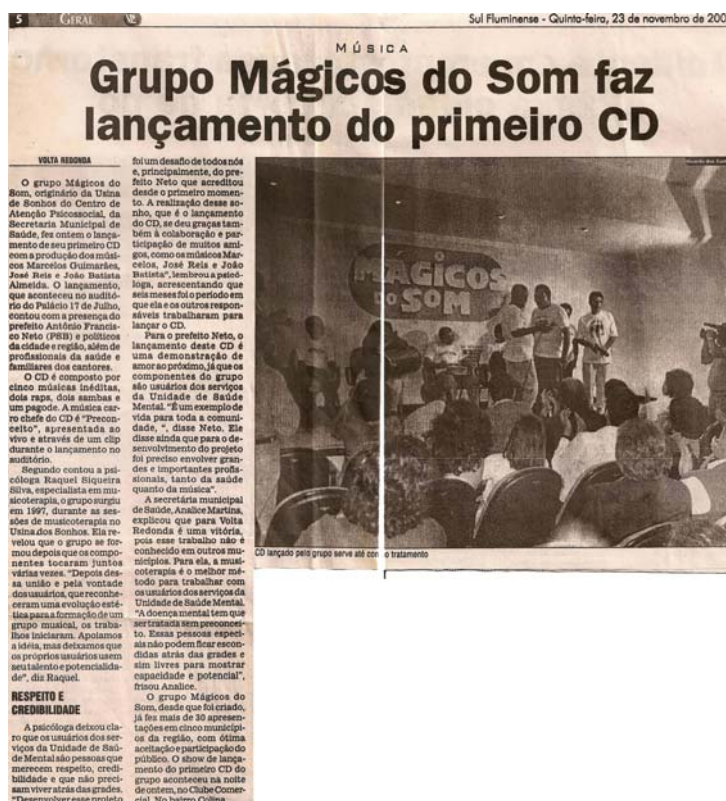 5 GERAL
Sul Fluminense - Quinta-feira, 23 de novembro de 200
MÚSICA
Grupo Mágicos do Som faz
lançamento do primeiro CD
VOLTA REDONDA
O grupo Mágicos do
Som, originário da Usina
de Sonhos do Centro de
Atenção Psicossocial, da
Secretaria Municipal de
Saúde, fez ontem o lança-
mento de seu primeiro CD
com a produção dos músi-
cos Marcelos Guimarães,
José Reis e João Batista
Almeida. O lançamento,
que aconteceu no auditó-
rio do Palácio 17 de Julho,
contou com a presença do
prefeito Antônio Francis-
co Neto (PSB) e políticos
da cidade e região, além de
profissionais da saúde e
familiares dos cantores.
O CD é composto por
cinco músicas inéditas,
dois raps, dois sambas e
um pagode. A música car-
ro chefe do CD é "Precon-
ceito", apresentada ao
vivo e através de um clip
durante o lançamento no
auditório.
Segundo contou a psi-
cóloga Raquel Siqueira
Silva, especialista em mu-
sicoterapia, o grupo surgiu
em 1997, durante as ses-
sões de musicoterapia no
Usina dos Sonhos. Ela re-
velou que o grupo se for-
mou depois que os compo-
nentes tocaram juntos
várias vezes. "Depois des-
sa união e pela vontade
dos usuários, que reconhe-
ceram uma evolução esté-
tica para a formação de um
grupo musical, os traba-
lhos iniciaram. Apoiamos
a idéia, mas deixamos que
os próprios usuários usem
seu talento e potencialida-
de", diz Raquel.
RESPEITO E
CREDIBILIDADE
A psicóloga deixou cla-
ro que os usuários dos ser-
viços da Unidade de Saú-
de Mental são pessoas que
merecem respeito, credi-
bilidade e que não preci-
sam viver atrás das grades.
"Desenvolver esse projeto
foi um desafio de todos nós
e, principalmente, do pre-
feito Neto que acreditou
desde o primeiro momen-
to. A realização desse so-
nho, que é o lançamento
do CD, se deu graças tam-
bém à colaboração e par-
ticipação de muitos ami-
gos, como os músicos Mar-
celos, José Reis e João
Batista", lembrou a psicó-
loga, acrescentando que
seis meses foi o período em
que ela e os outros respon-
sáveis trabalharam para
lançar o CD.
Para o prefeito Neto, o
lançamento deste CD é
uma demonstração de
amor ao próximo, já que os
componentes do grupo
são usuários dos serviços
da Unidade de Saúde
Mental. "É um exemplo de
vida para toda a comuni-
dade, ", disse Neto. Ele
disse ainda que para o de-
senvolvimento do projeto
foi preciso envolver gran-
des e importantes profis-
sionais, tanto da saúde
quanto da música".
A secretária municipal
de Saúde, Analice Martins,
explicou que para Volta
Redonda é uma vitória,
pois esse trabalho não é
conhecido em outros mu-
nicípios. Para ela, a musi-
coterapia é o melhor mé-
todo para trabalhar com
os usuários dos serviços da
Unidade de Saúde Mental.
"A doença mental tem que
ser tratada sem preconcei-
to. Essas pessoas especi-
ais não podem ficar escon-
didas atrás das grades e
sim livres para mostrar
capacidade e potencial",
frisou Analice.
O grupo Mágicos do
Som, desde que foi criado,
já fez mais de 30 apresen-
tações em cinco municípi-
os da região, com ótima
aceitação e participação do
público. O show de lança-
mento do primeiro CD do
grupo aconteceu na noite
de ontem, no Clube Comer-
cial. No bairro Colina.
MÁGICOS
DO SOM
CD lançado pelo grupo serve até como tratamento